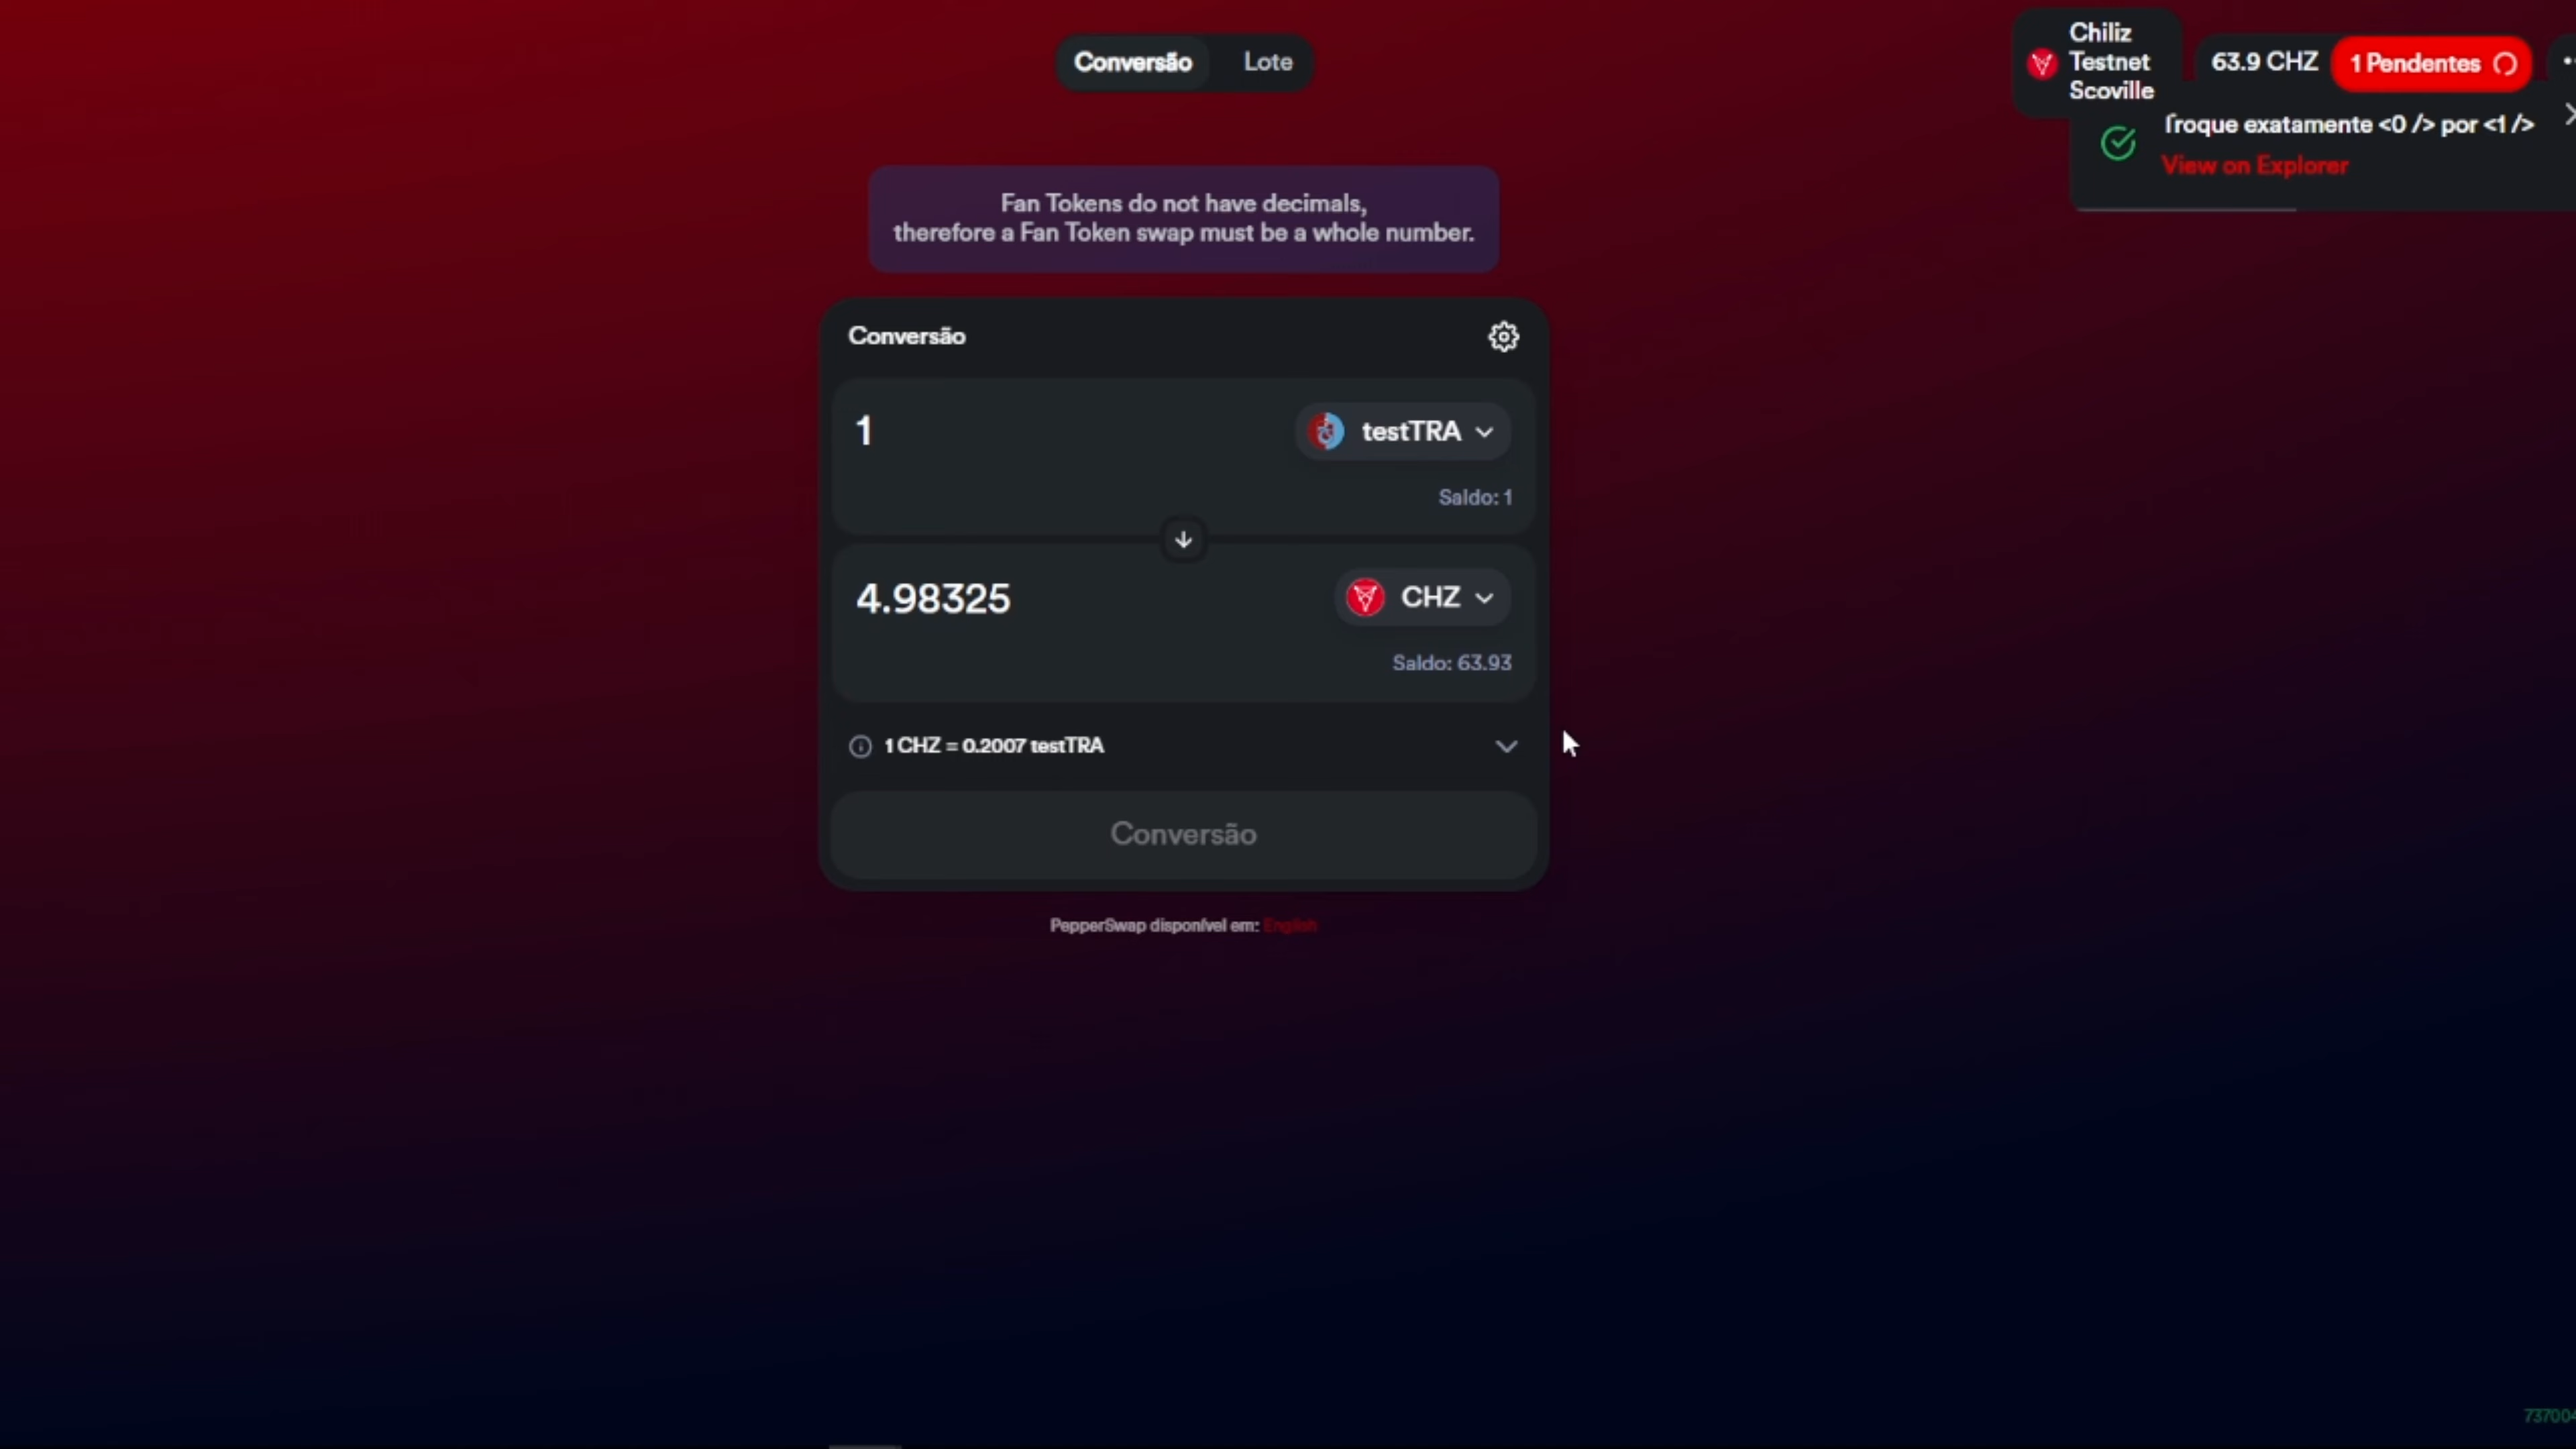 Conversão
Lote
Chiliz
Testnet
Scoville
63.9 CHZ
1 Pendentes
Troque exatamente <0 /> por <1 />
View on Explorer
Fan Tokens do not have decimals,
therefore a Fan Token swap must be a whole number.
Conversão
1
testTRA
Saldo: 1
4.98325
CHZ
Saldo: 63.93
1 CHZ = 0.2007 testTRA
Conversão
PepperSwap disponível em: English
737004